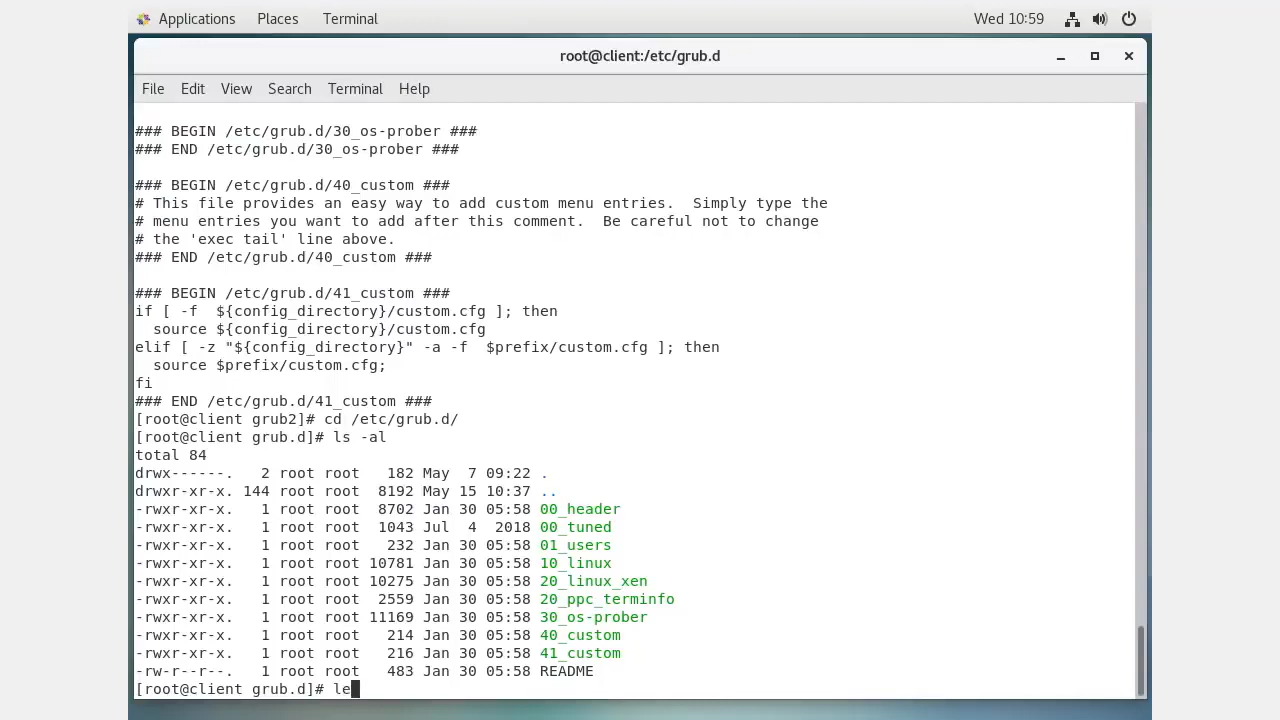 Applications Places Terminal Wed 10:59
root@client:/etc/grub.d
File Edit View Search Terminal Help
### BEGIN /etc/grub.d/30_os-prober ###
### END /etc/grub.d/30_os-prober ###
### BEGIN /etc/grub.d/40_custom ###
# This file provides an easy way to add custom menu entries.  Simply type the
# menu entries you want to add after this comment.  Be careful not to change
# the 'exec tail' line above.
### END /etc/grub.d/40_custom ###
### BEGIN /etc/grub.d/41_custom ###
if [ -f  ${config_directory}/custom.cfg ]; then
  source ${config_directory}/custom.cfg
elif [ -z "${config_directory}" -a -f  $prefix/custom.cfg ]; then
  source $prefix/custom.cfg;
fi
### END /etc/grub.d/41_custom ###
[root@client grub2]# cd /etc/grub.d/
[root@client grub.d]# ls -al
total 84
drwx------.   2 root root   182 May  7 09:22 .
drwxr-xr-x. 144 root root  8192 May 15 10:37 ..
-rwxr-xr-x.   1 root root  8702 Jan 30 05:58 00_header
-rwxr-xr-x.   1 root root  1043 Jul  4  2018 00_tuned
-rwxr-xr-x.   1 root root   232 Jan 30 05:58 01_users
-rwxr-xr-x.   1 root root 10781 Jan 30 05:58 10_linux
-rwxr-xr-x.   1 root root 10275 Jan 30 05:58 20_linux_xen
-rwxr-xr-x.   1 root root  2559 Jan 30 05:58 20_ppc_terminfo
-rwxr-xr-x.   1 root root 11169 Jan 30 05:58 30_os-prober
-rwxr-xr-x.   1 root root   214 Jan 30 05:58 40_custom
-rwxr-xr-x.   1 root root   216 Jan 30 05:58 41_custom
-rw-r--r--.   1 root root   483 Jan 30 05:58 README
[root@client grub.d]# le